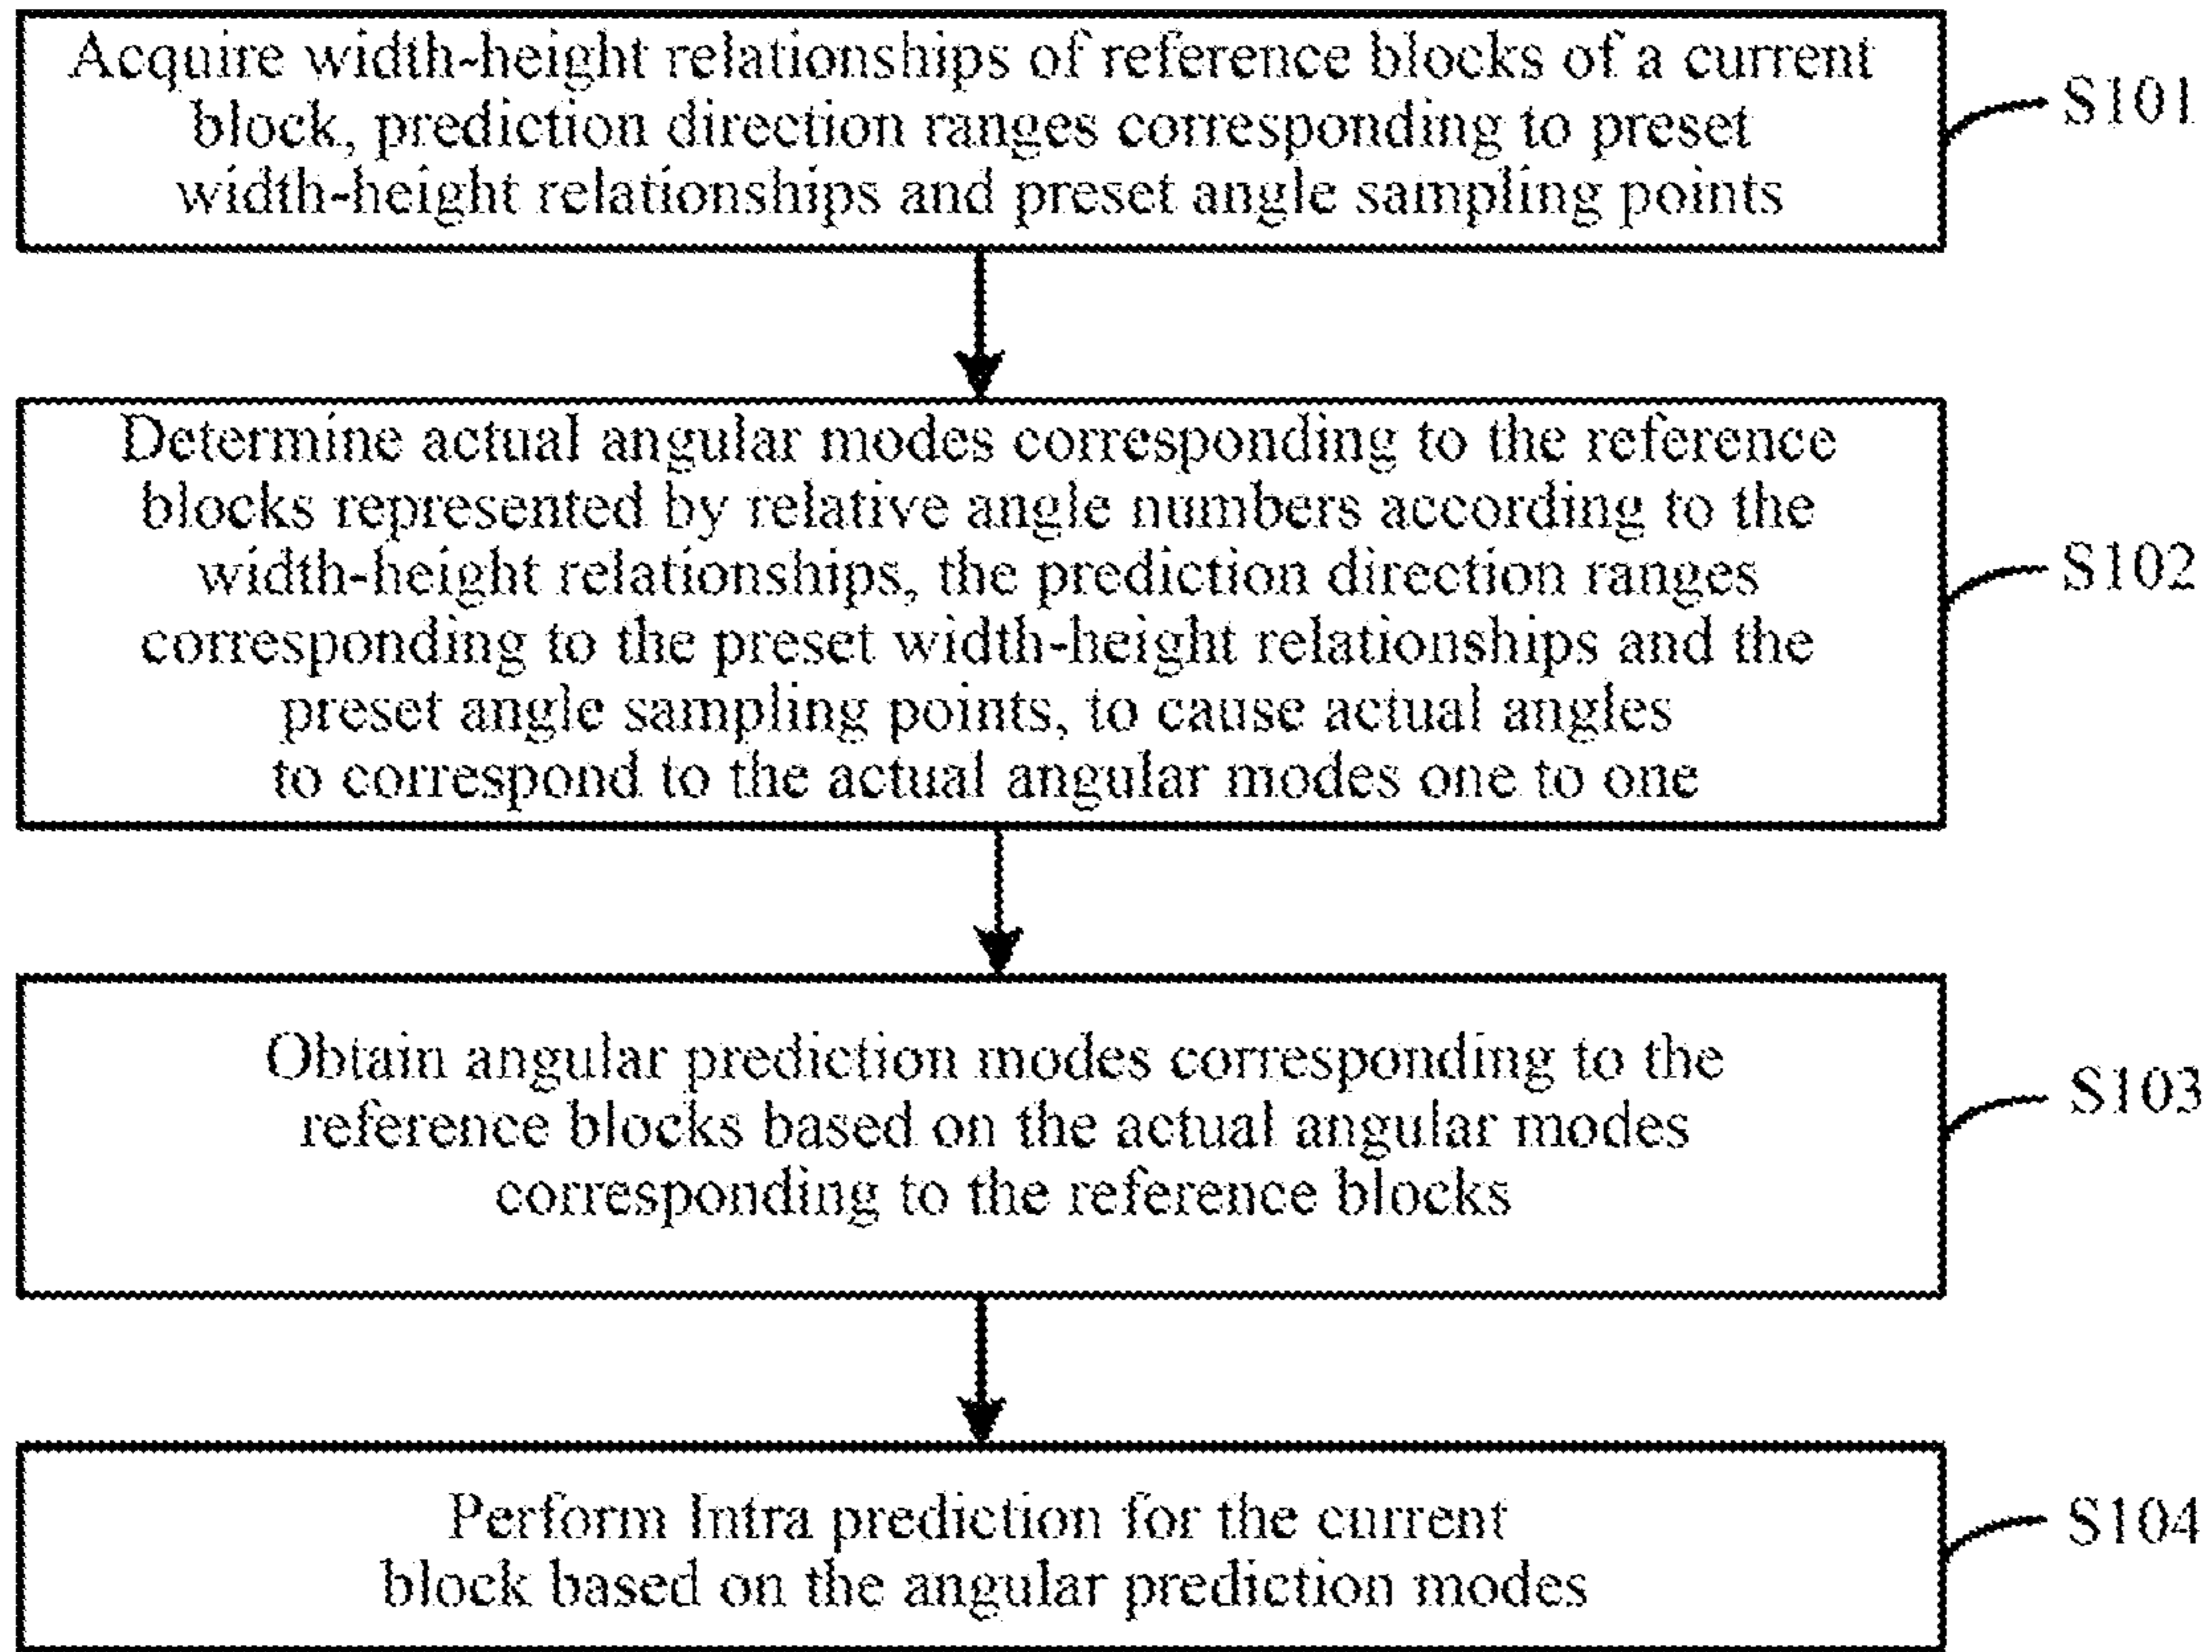 Acquire width-height relationships of reference blocks of a current
block, prediction direction ranges corresponding to preset
width-height relationships and preset angle sampling points
S101
Determine actual angular modes corresponding to the reference
blocks represented by relative angle numbers according to the
width-height relationships, the prediction direction ranges
corresponding to the preset width-height relationships and the
preset angle sampling points, to cause actual angles
to correspond to the actual angular modes one to one
S102
Obtain angular prediction modes corresponding to the
reference blocks based on the actual angular modes
corresponding to the reference blocks
S103
Perform Intra prediction for the current
block based on the angular prediction modes
S104